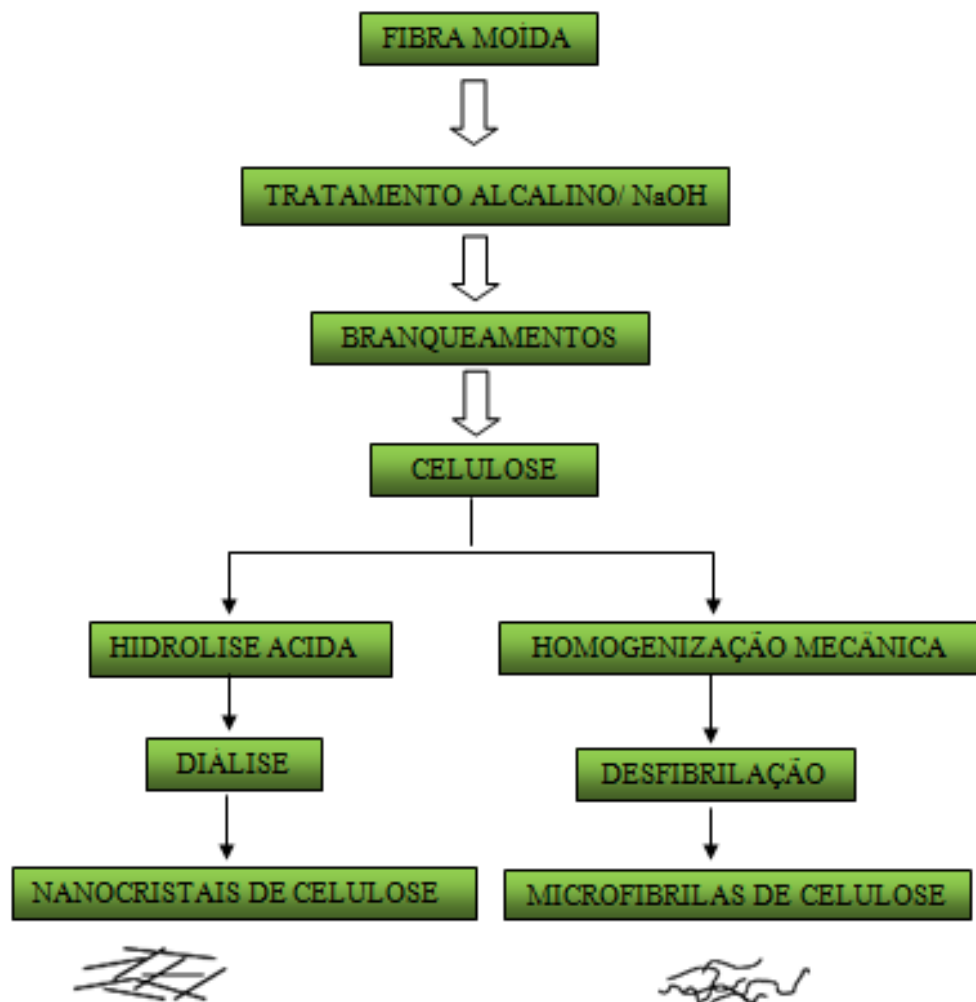 FIBRA MOÍDA
TRATAMENTO ALCALINO/ NaOH
BRANQUEAMENTOS
CELULOSE
HIDROLISE ACIDA
HOMOGENIZAÇÃO MECÂNICA
DIÁLISE
DESFIBRILAÇÃO
NANOCRISTAIS DE CELULOSE
MICROFIBRILAS DE CELULOSE